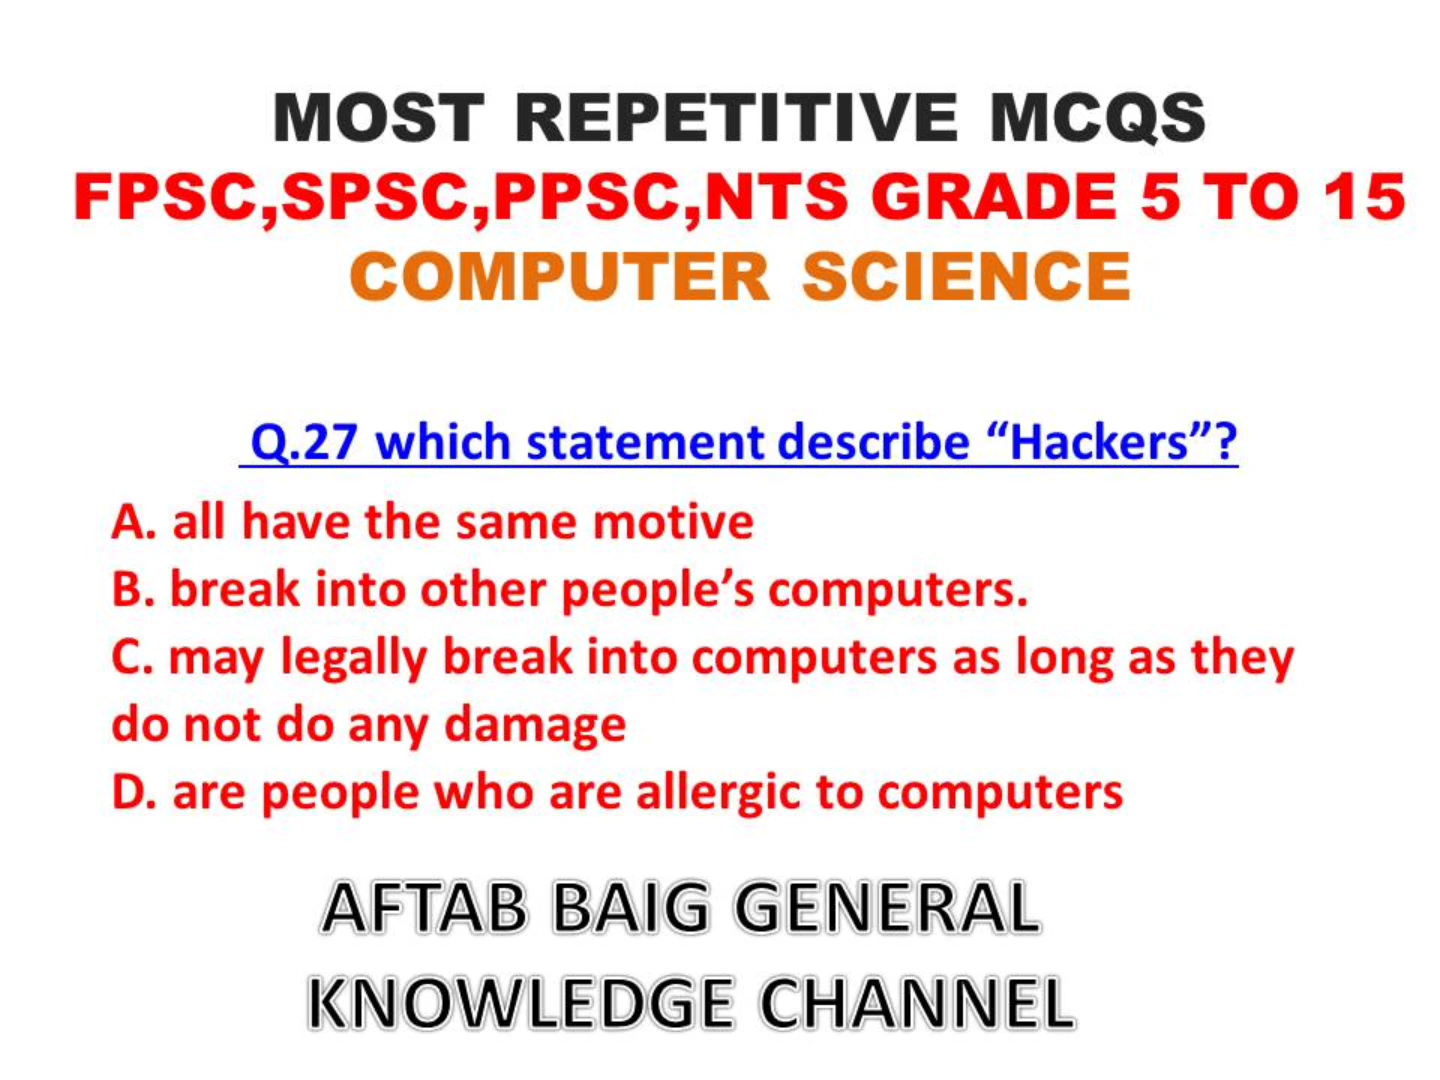 MOST REPETITIVE MCQS
FPSC,SPSC,PPSC,NTS GRADE 5 TO 15
COMPUTER SCIENCE
Q.27 which statement describe “Hackers”?
A. all have the same motive
B. break into other people’s computers.
C. may legally break into computers as long as they
do not do any damage
D. are people who are allergic to computers
AFTAB BAIG GENERAL
KNOWLEDGE CHANNEL